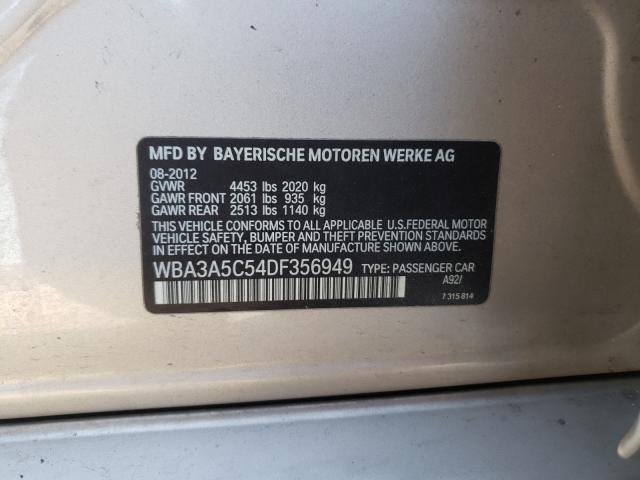 MFD BY BAYERISCHE MOTOREN WERKE AG
08-2012
GVWR 4453 lbs 2020 kg
GAWR FRONT 2061 lbs 935 kg
GAWR REAR 2513 lbs 1140 kg
THIS VEHICLE CONFORMS TO ALL APPLICABLE U.S.FEDERAL MOTOR
VEHICLE SAFETY, BUMPER AND THEFT PREVENTION STANDARDS
IN EFFECT ON THE DATE OF MANUFACTURE SHOWN ABOVE.
WBA3A5C54DF356949 TYPE: PASSENGER CAR
A92/
7 315 814